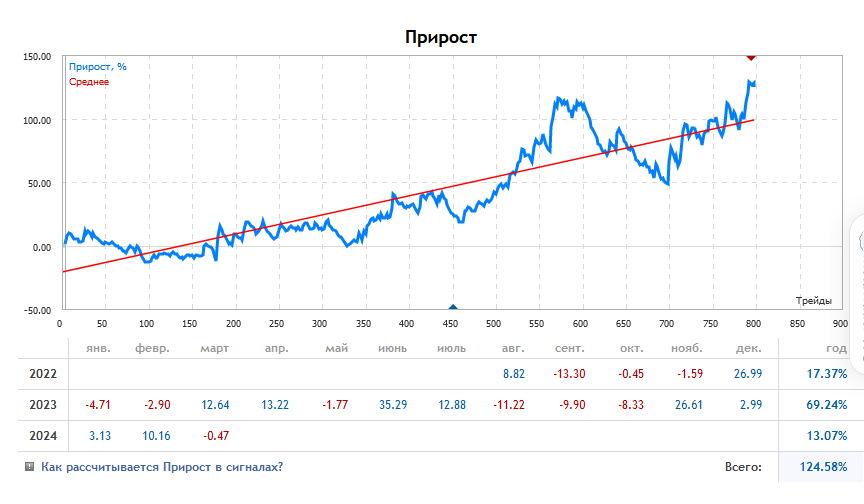 Прирост
150.00
Прирост, %
Среднее
100.00
50.00
0.00
-50.00
Трейды
0 50 100 150 200 250 300 350 400 450 500 550 600 650 700 750 800 850 900
янв. февр. март апр. май июнь июль авг. сент. окт. нояб. дек. год
2022 8.82 -13.30 -0.45 -1.59 26.99 17.37%
2023 -4.71 -2.90 12.64 13.22 -1.77 35.29 12.88 -11.22 -9.90 -8.33 26.61 2.99 69.24%
2024 3.13 10.16 -0.47 13.07%
Как рассчитывается Прирост в сигналах? Всего: 124.58%